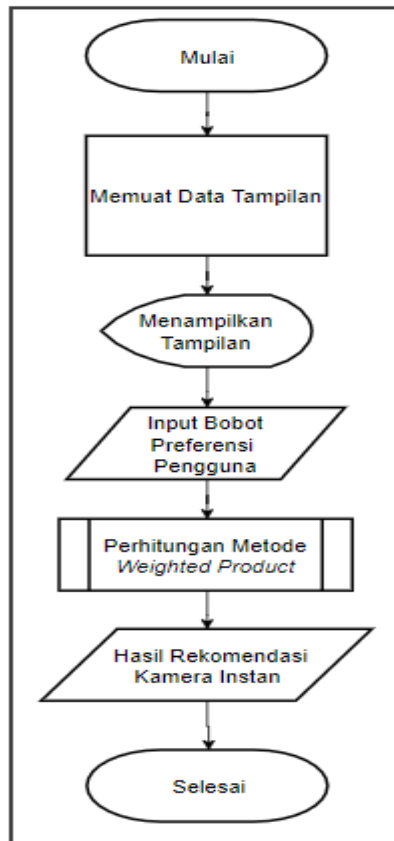 Mulai
Memuat Data Tampilan
Menampilkan
Tampilan
Input Bobot
Preferensi
Pengguna
Perhitungan Metode
Weighted Product
Hasil Rekomendasi
Kamera Instan
Selesai